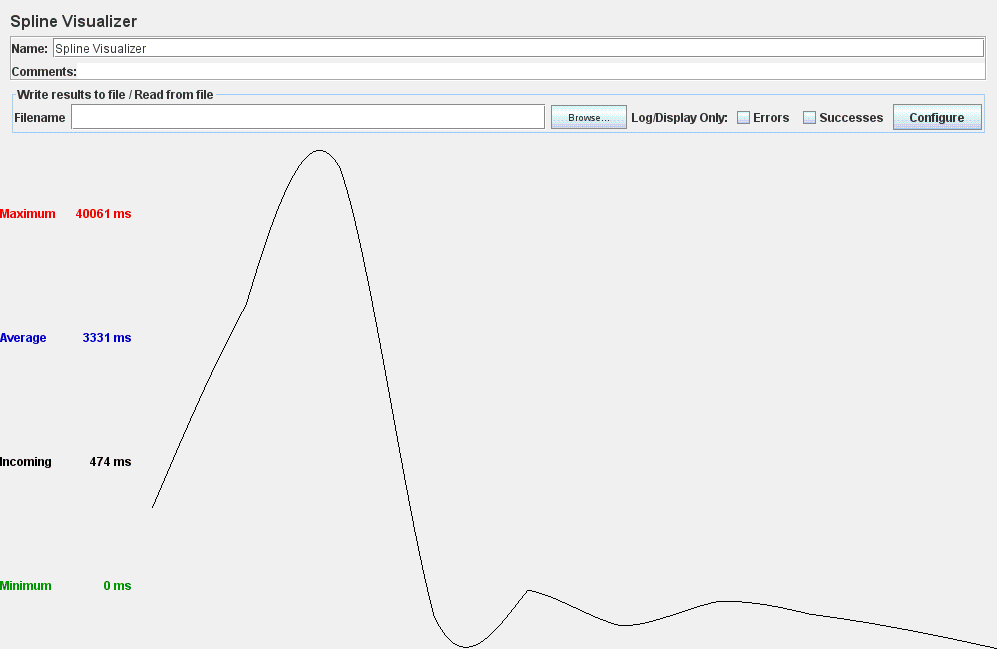 Spline Visualizer
Name: Spline Visualizer
Comments:
Write results to file / Read from file
Filename Browse... Log/Display Only: Errors Successes Configure
Maximum 40061 ms
Average 3331 ms
Incoming 474 ms
Minimum 0 ms